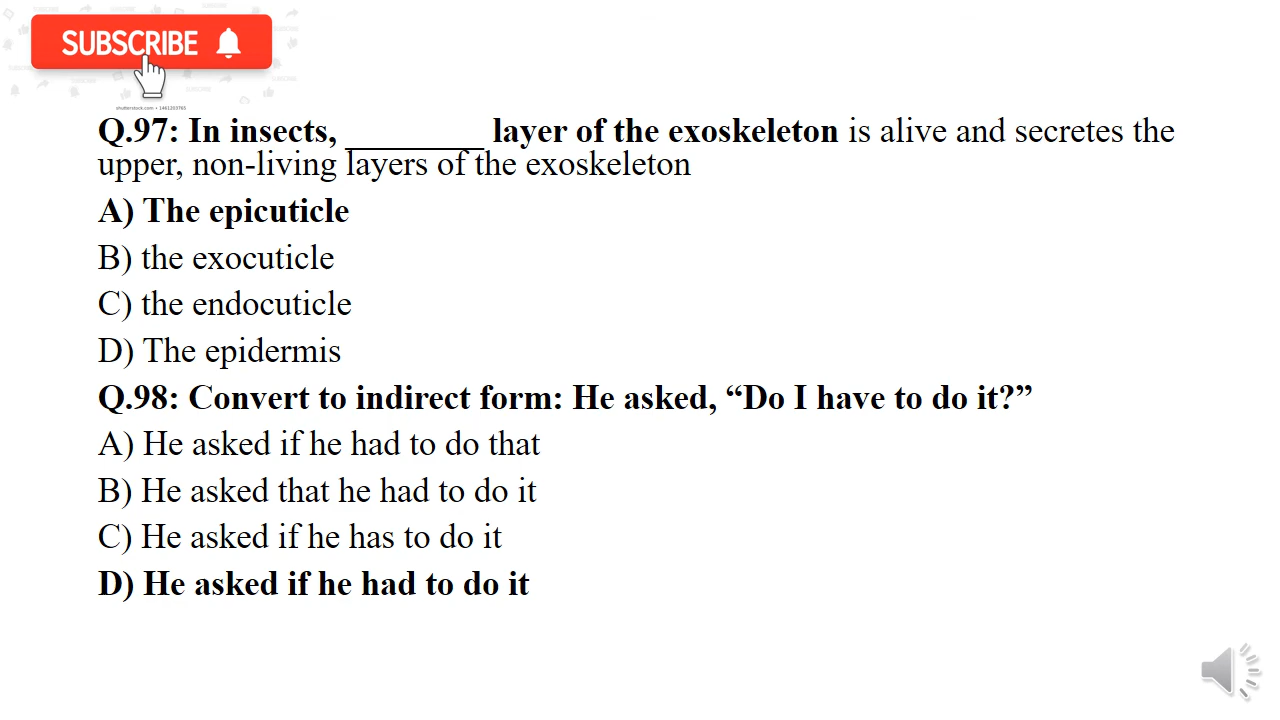 SUBSCRIBE
shutterstock.com • 1461203765
Q.97: In insects, ________ layer of the exoskeleton is alive and secretes the
upper, non-living layers of the exoskeleton
A) The epicuticle
B) the exocuticle
C) the endocuticle
D) The epidermis
Q.98: Convert to indirect form: He asked, “Do I have to do it?”
A) He asked if he had to do that
B) He asked that he had to do it
C) He asked if he has to do it
D) He asked if he had to do it